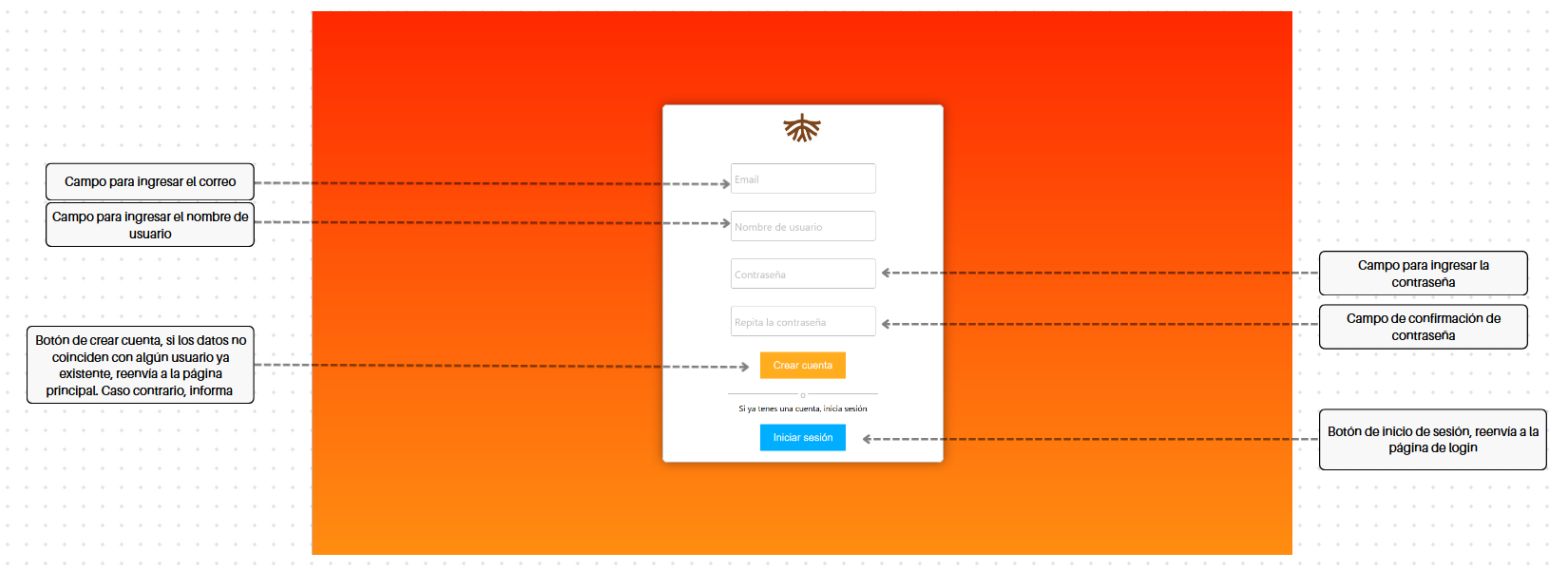 Campo para ingresar el correo
Campo para ingresar el nombre de
usuario
Botón de crear cuenta, si los datos no
coinciden con algún usuario ya
existente, reenvía a la página
principal. Caso contrario, informa
Email
Nombre de usuario
Contraseña
Repita la contraseña
Crear cuenta
o
Si ya tenes una cuenta, inicia sesión
Iniciar sesión
Campo para ingresar la
contraseña
Campo de confirmación de
contraseña
Botón de inicio de sesión, reenvía a la
página de login